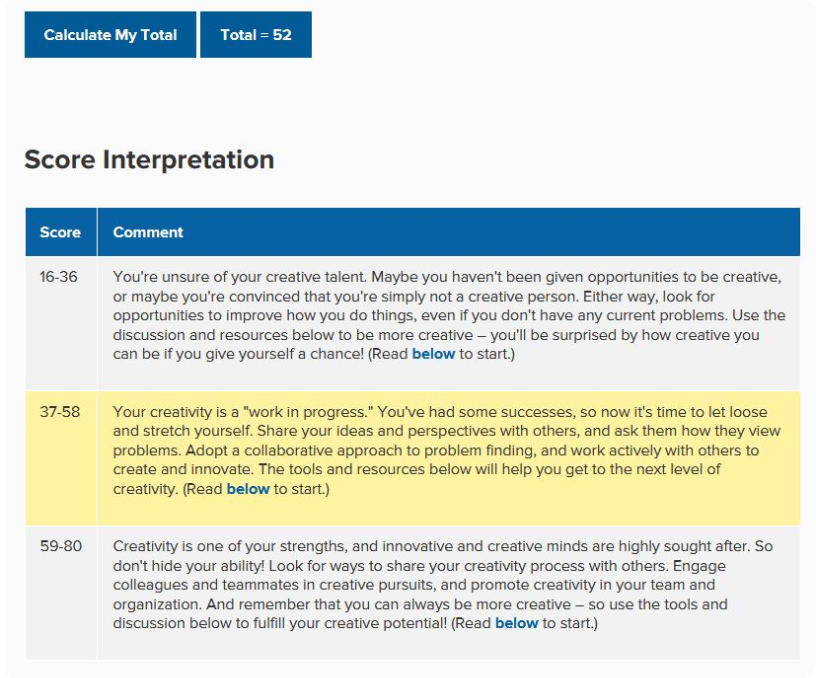 Calculate My Total
Total = 52
Score Interpretation
Score
Comment
16-36
You're unsure of your creative talent. Maybe you haven't been given opportunities to be creative,
or maybe you're convinced that you're simply not a creative person. Either way, look for
opportunities to improve how you do things, even if you don't have any current problems. Use the
discussion and resources below to be more creative – you'll be surprised by how creative you
can be if you give yourself a chance! (Read below to start.)
37-58
Your creativity is a "work in progress." You've had some successes, so now it's time to let loose
and stretch yourself. Share your ideas and perspectives with others, and ask them how they view
problems. Adopt a collaborative approach to problem finding, and work actively with others to
create and innovate. The tools and resources below will help you get to the next level of
creativity. (Read below to start.)
59-80
Creativity is one of your strengths, and innovative and creative minds are highly sought after. So
don't hide your ability! Look for ways to share your creativity process with others. Engage
colleagues and teammates in creative pursuits, and promote creativity in your team and
organization. And remember that you can always be more creative – so use the tools and
discussion below to fulfill your creative potential! (Read below to start.)